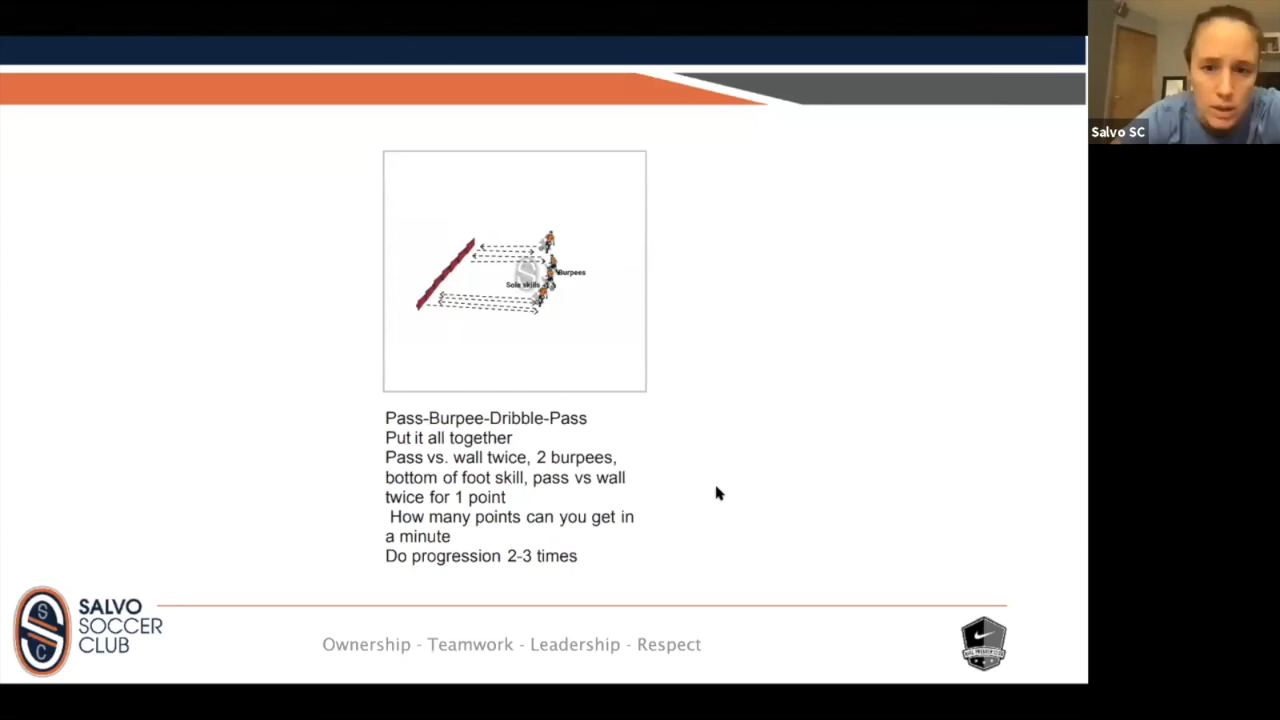 Salvo SC
Burpees
Sole skills
Pass-Burpee-Dribble-Pass
Put it all together
Pass vs. wall twice, 2 burpees,
bottom of foot skill, pass vs wall
twice for 1 point
How many points can you get in
a minute
Do progression 2-3 times
S
S
C
SALVO
SOCCER
CLUB
Ownership - Teamwork - Leadership - Respect